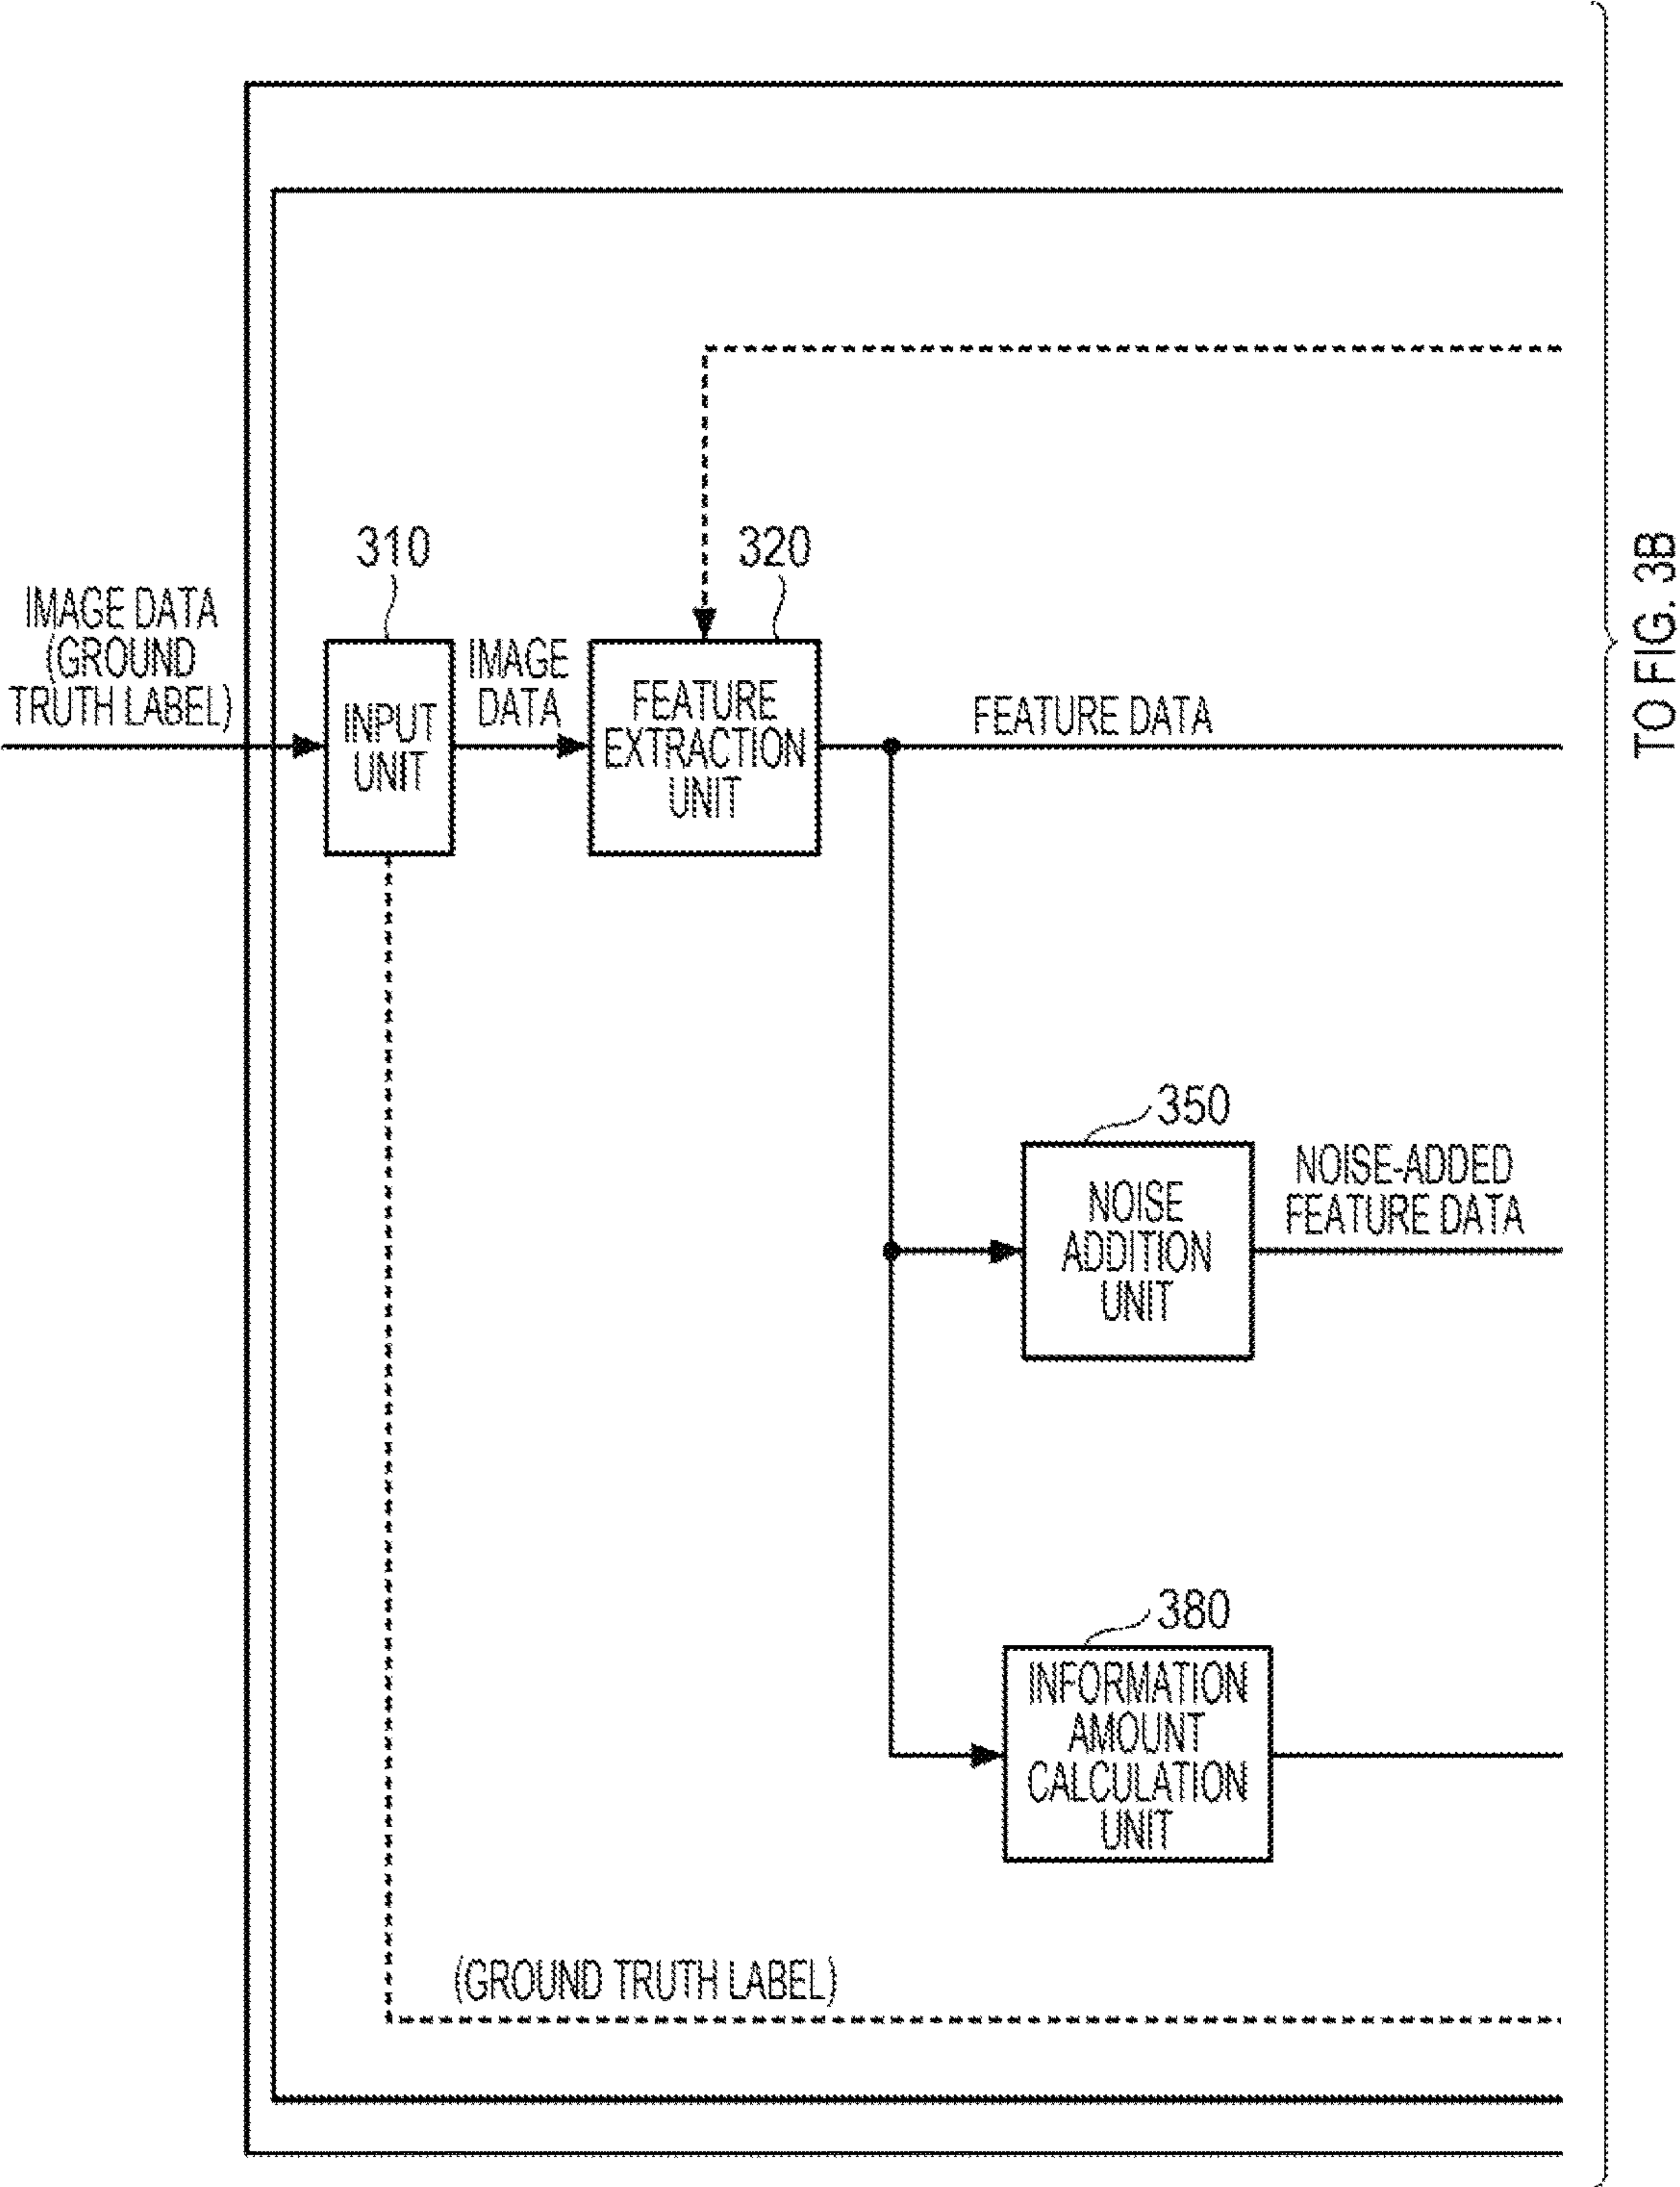 310
320
IMAGE DATA
(GROUND
TRUTH LABEL)
INPUT
UNIT
IMAGE
DATA
FEATURE
EXTRACTION
UNIT
FEATURE DATA
TO FIG. 3B
350
NOISE
ADDITION
UNIT
NOISE-ADDED
FEATURE DATA
380
INFORMATION
AMOUNT
CALCULATION
UNIT
(GROUND TRUTH LABEL)